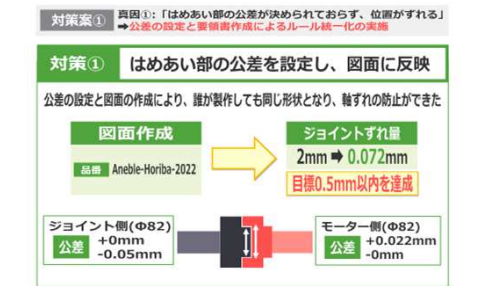 対策案① 真因①:「はめあい部の公差が決められておらず、位置がずれる」
➡公差の設定と要領書作成によるルール統一化の実施
対策① はめあい部の公差を設定し、図面に反映
公差の設定と図面の作成により、誰が製作しても同じ形状となり、軸ずれの防止ができた
図面作成
品番 Aneble-Horiba-2022
ジョイントずれ量
2mm ➡ 0.072mm
目標0.5mm以内を達成
ジョイント側(Φ82)
公差 +0mm
-0.05mm
モーター側(Φ82)
公差 +0.022mm
-0mm